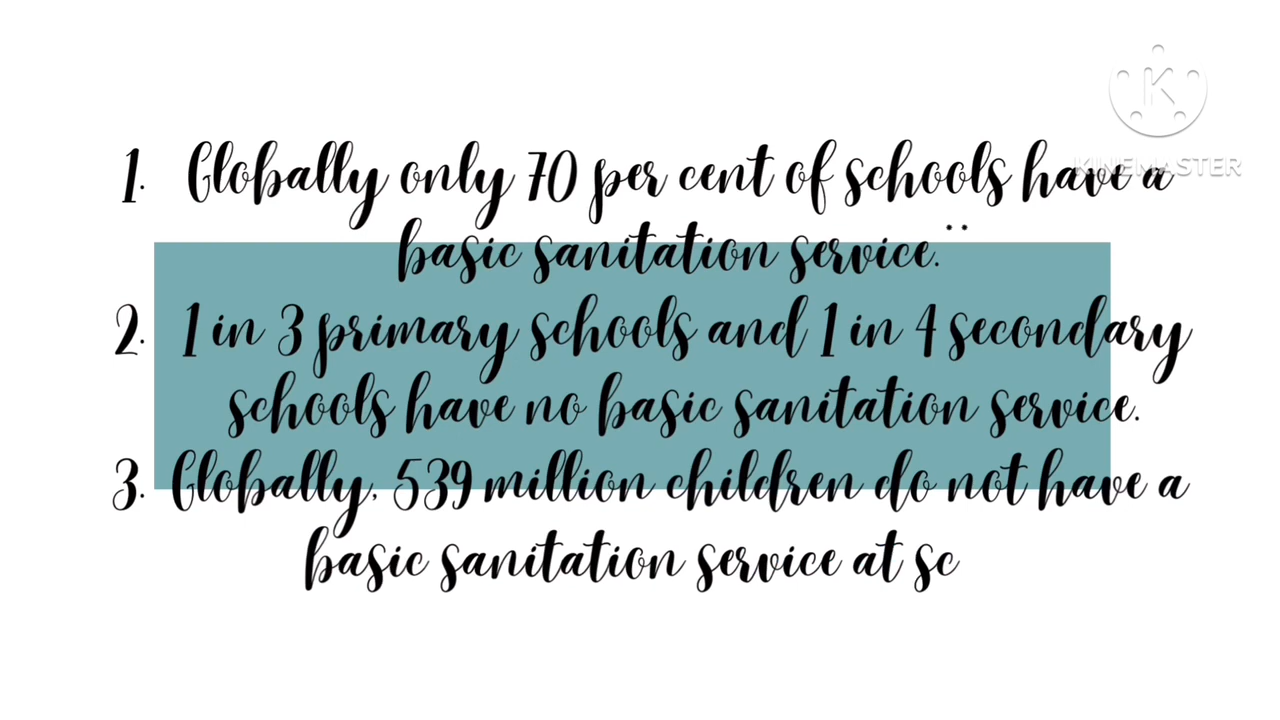 KINEMASTER
1. Globally only 70 per cent of schools have a
basic sanitation service.¨
2. 1 in 3 primary schools and 1 in 4 secondary
schools have no basic sanitation service.
3. Globally, 539 million children do not have a
basic sanitation service at sc